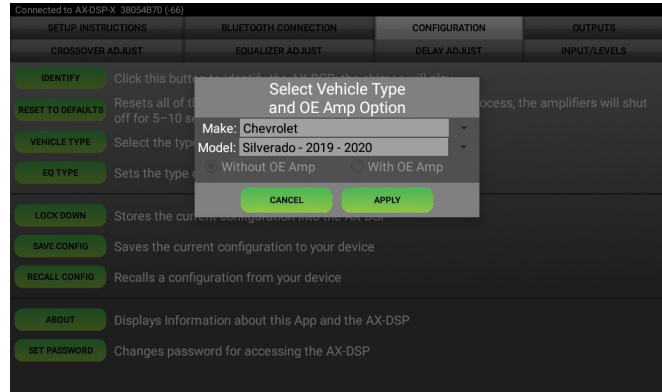 Connected to AX-DSP-X 38054B70 (-66)
SETUP INSTRUCTIONS BLUETOOTH CONNECTION CONFIGURATION OUTPUTS
CROSSOVER ADJUST EQUALIZER ADJUST DELAY ADJUST INPUT/LEVELS
IDENTIFY Click this
RESET TO DEFAULTS Resets all of process, the amplifiers will shut
off for 5–10
VEHICLE TYPE Select the
EQ TYPE Sets the type
Select Vehicle Type
and OE Amp Option
Make: Chevrolet
Model: Silverado - 2019 - 2020
Without OE Amp With OE Amp
CANCEL APPLY
LOCK DOWN Stores the current configuration into the AX-DSP
SAVE CONFIG Saves the current configuration to your device
RECALL CONFIG Recalls a configuration from your device
ABOUT Displays Information about this App and the AX-DSP
SET PASSWORD Changes password for accessing the AX-DSP